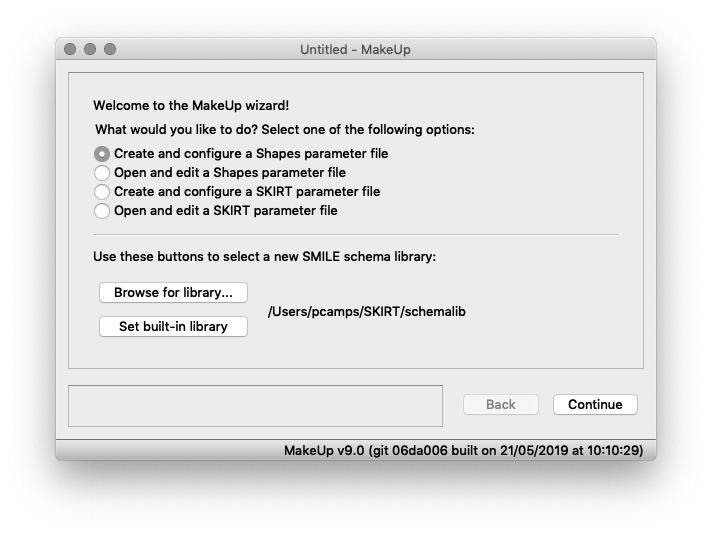 Untitled - MakeUp
Welcome to the MakeUp wizard!
What would you like to do? Select one of the following options:
Create and configure a Shapes parameter file
Open and edit a Shapes parameter file
Create and configure a SKIRT parameter file
Open and edit a SKIRT parameter file
Use these buttons to select a new SMILE schema library:
Browse for library...
/Users/pcamps/SKIRT/schemalib
Set built-in library
Back
Continue
MakeUp v9.0 (git 06da006 built on 21/05/2019 at 10:10:29)